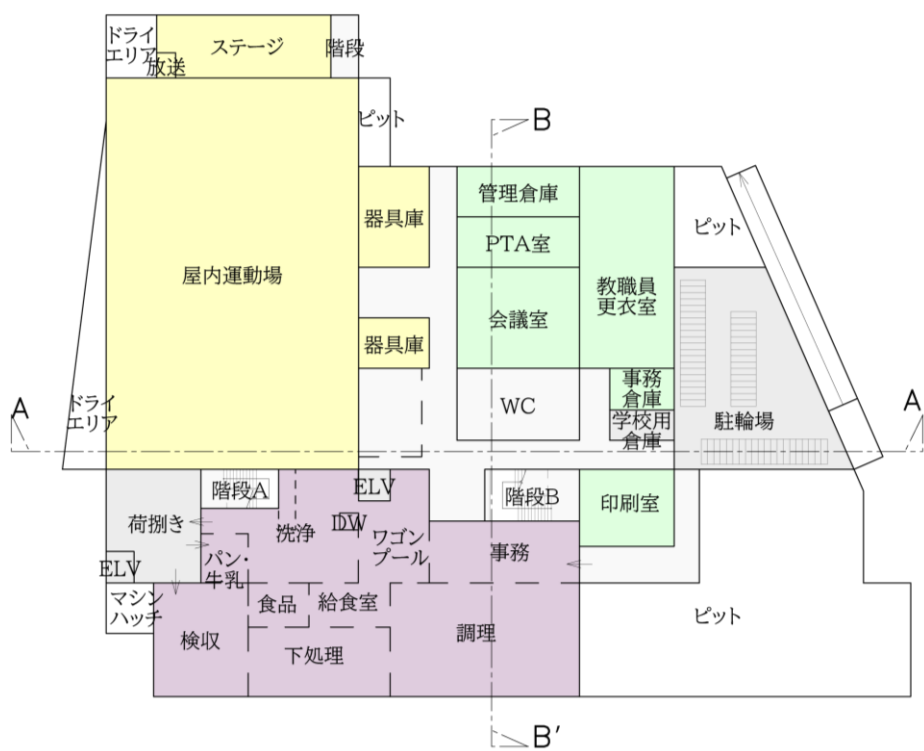 ドライ
エリア
ステージ
階段
放送
ピット
B
管理倉庫
器具庫
PTA室
ピット
屋内運動場
教職員
更衣室
会議室
器具庫
事務
倉庫
WC
ドライ
エリア
学校用
倉庫
駐輪場
A
A'
階段A
ELV
階段B
印刷室
荷捌き
洗浄
DW
ワゴン
プール
事務
パン・
牛乳
ELV
マシン
ハッチ
食品
給食室
ピット
検収
下処理
調理
B'